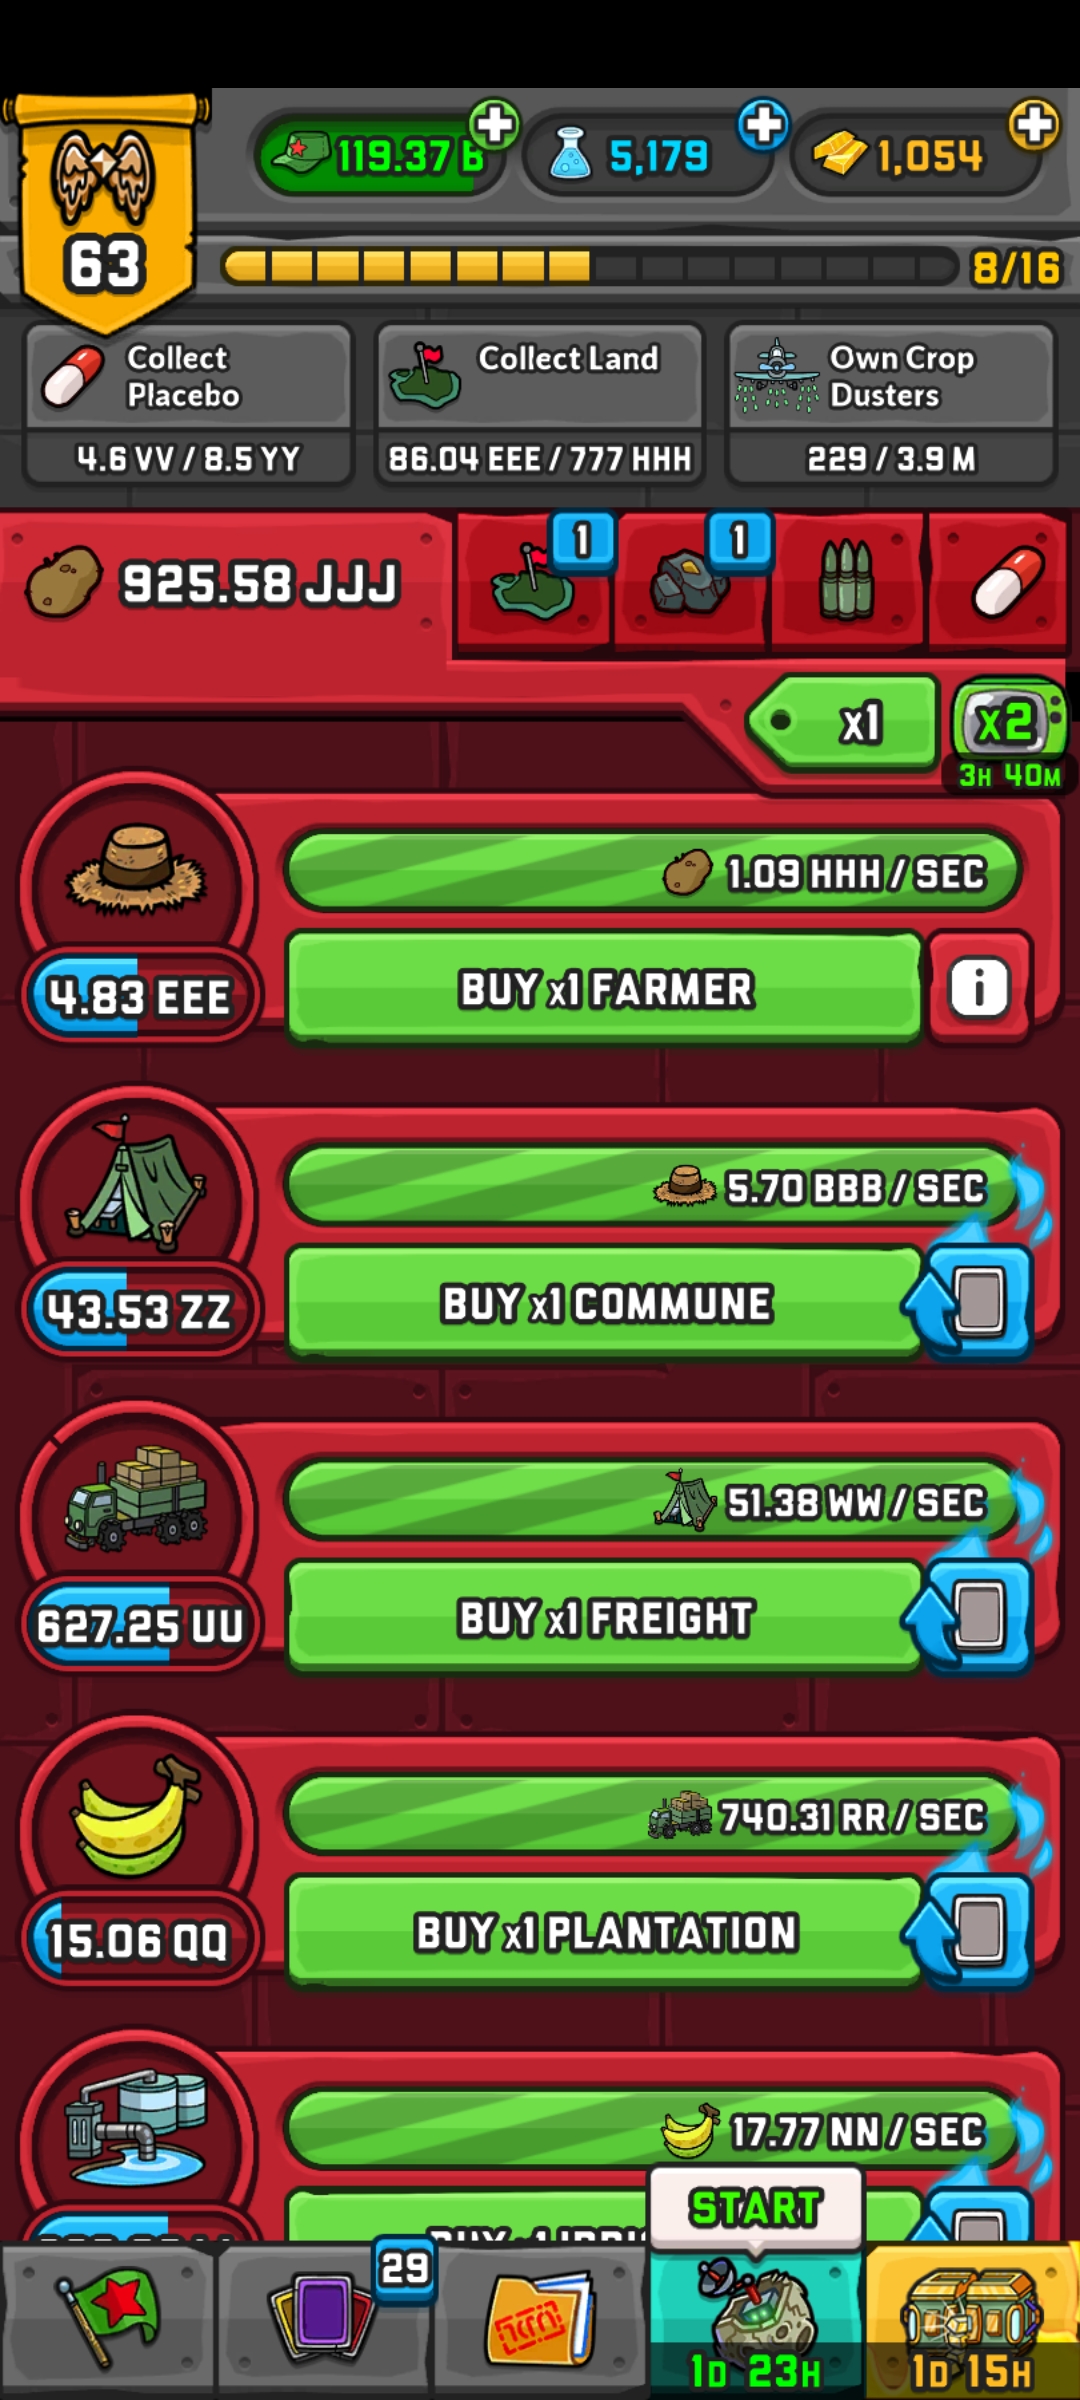 119.37 B
5,179
1,054
63
8/16
Collect
Placebo
4.6 VV / 8.5 YY
Collect Land
86.04 EEE / 777 HHH
Own Crop
Dusters
229 / 3.9 M
925.58 JJJ
1
1
x1
x2
3H 40M
1.09 HHH / SEC
4.83 EEE
BUY x1 FARMER
i
5.70 BBB / SEC
43.53 ZZ
BUY x1 COMMUNE
51.38 WW / SEC
627.25 UU
BUY x1 FREIGHT
740.31 RR / SEC
15.06 QQ
BUY x1 PLANTATION
17.77 NN / SEC
START
29
1D 23H
1D 15H